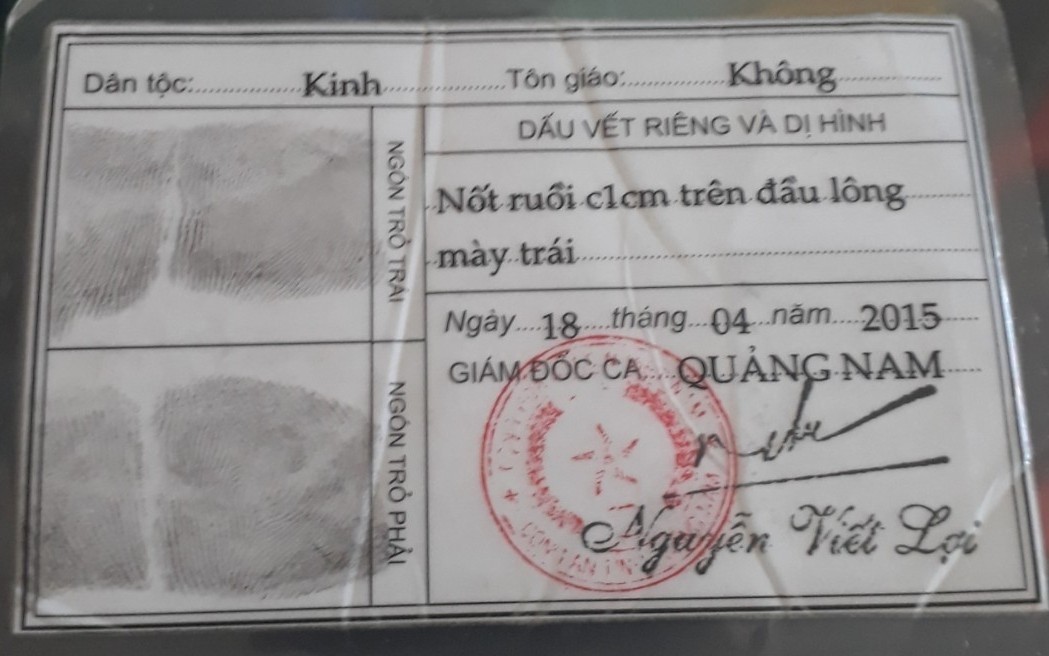 Dân tộc:..............Kinh................Tôn giáo:.............Không
NGÓN TRỎ TRÁI
DẤU VẾT RIÊNG VÀ DỊ HÌNH
Nốt ruồi c1cm trên đầu lông
mày trái
Ngày....18....tháng...04...năm....2015
GIÁM ĐỐC CA.....QUẢNG NAM
NGÓN TRỎ PHẢI
Nguyễn Viết Lợi